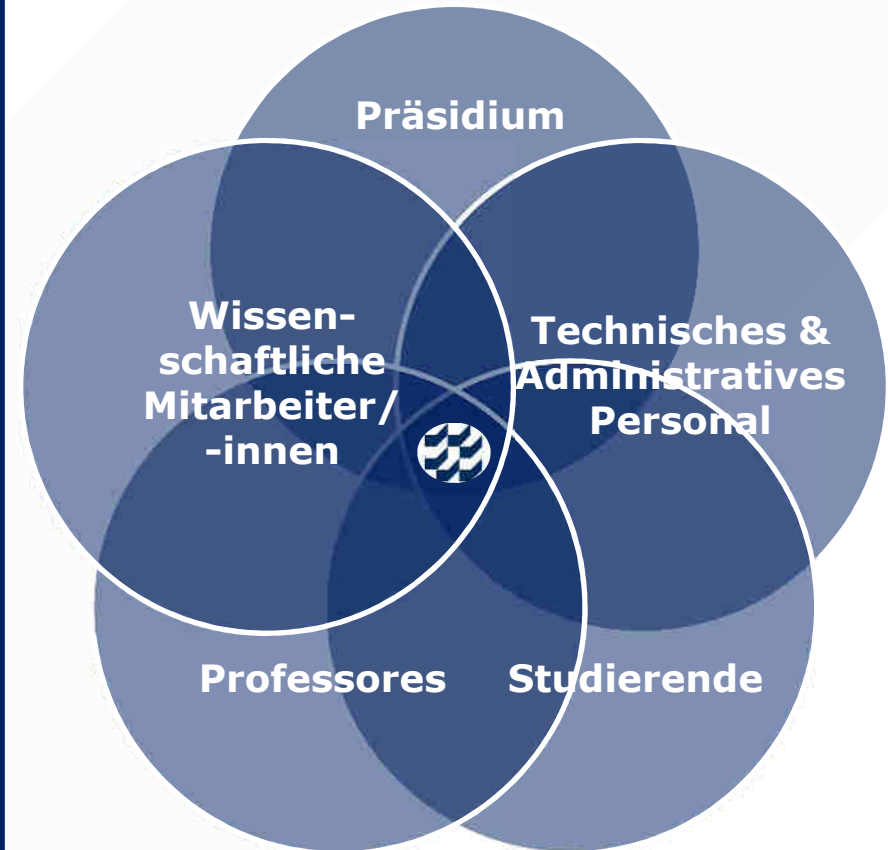 Präsidium
Wissen-
schaftliche
Mitarbeiter/
-innen
Technisches &
Administratives
Personal
Professores
Studierende